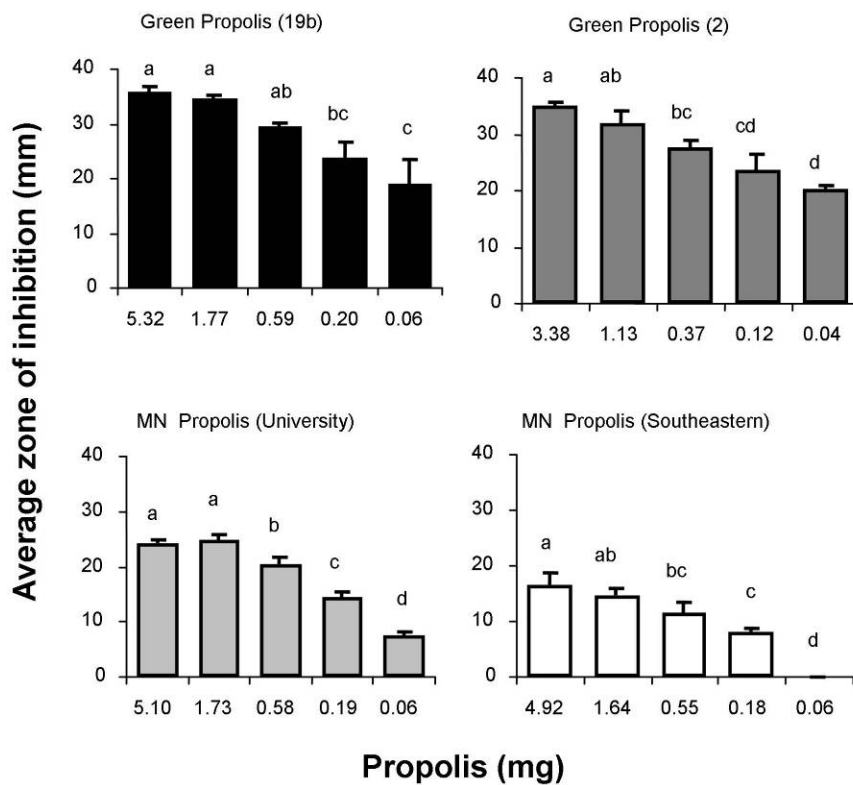 Green Propolis (19b)
40
30
20
10
0
a a ab bc c
5.32 1.77 0.59 0.20 0.06
Green Propolis (2)
40
30
20
10
0
a ab bc cd d
3.38 1.13 0.37 0.12 0.04
MN Propolis (University)
40
30
20
10
0
a a b c d
5.10 1.73 0.58 0.19 0.06
MN Propolis (Southeastern)
40
30
20
10
0
a ab bc c d
4.92 1.64 0.55 0.18 0.06
Average zone of inhibition (mm)
Propolis (mg)